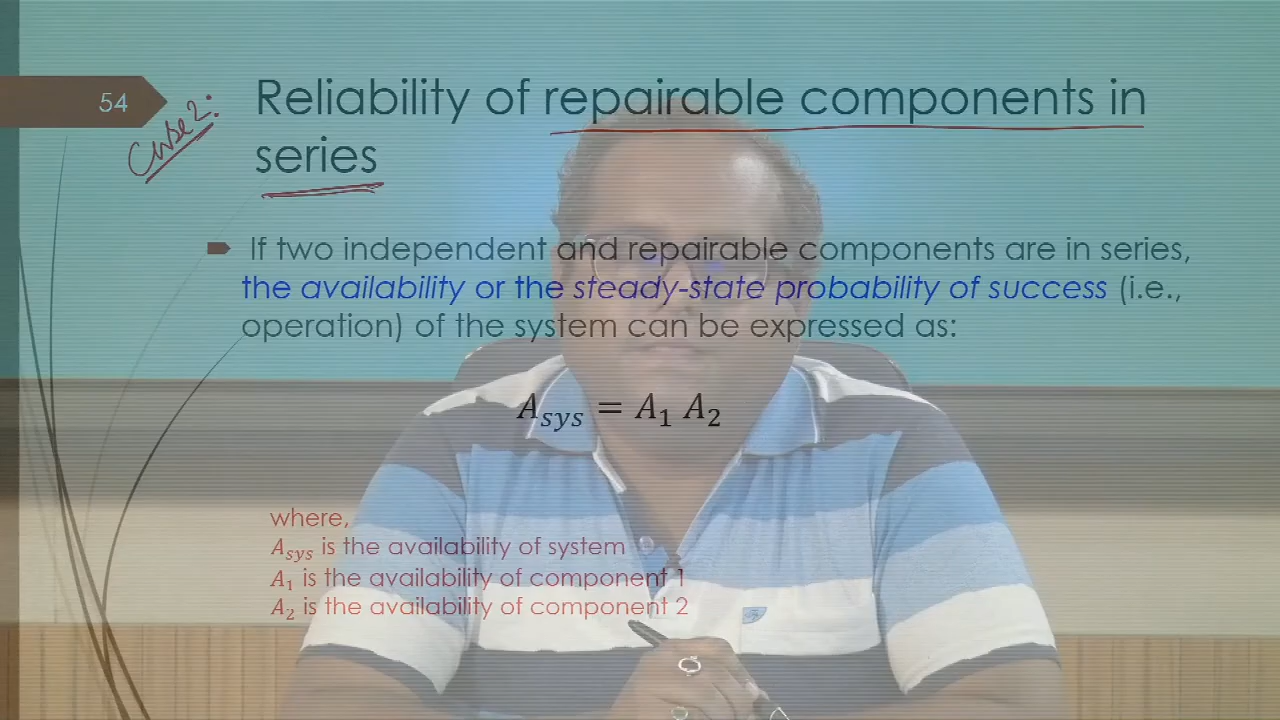 54
Case 2:
Reliability of repairable components in
series
If two independent and repairable components are in series,
the availability or the steady-state probability of success (i.e.,
operation) of the system can be expressed as:
A_sys = A_1 A_2
where,
A_sys is the availability of system
A_1 is the availability of component 1
A_2 is the availability of component 2